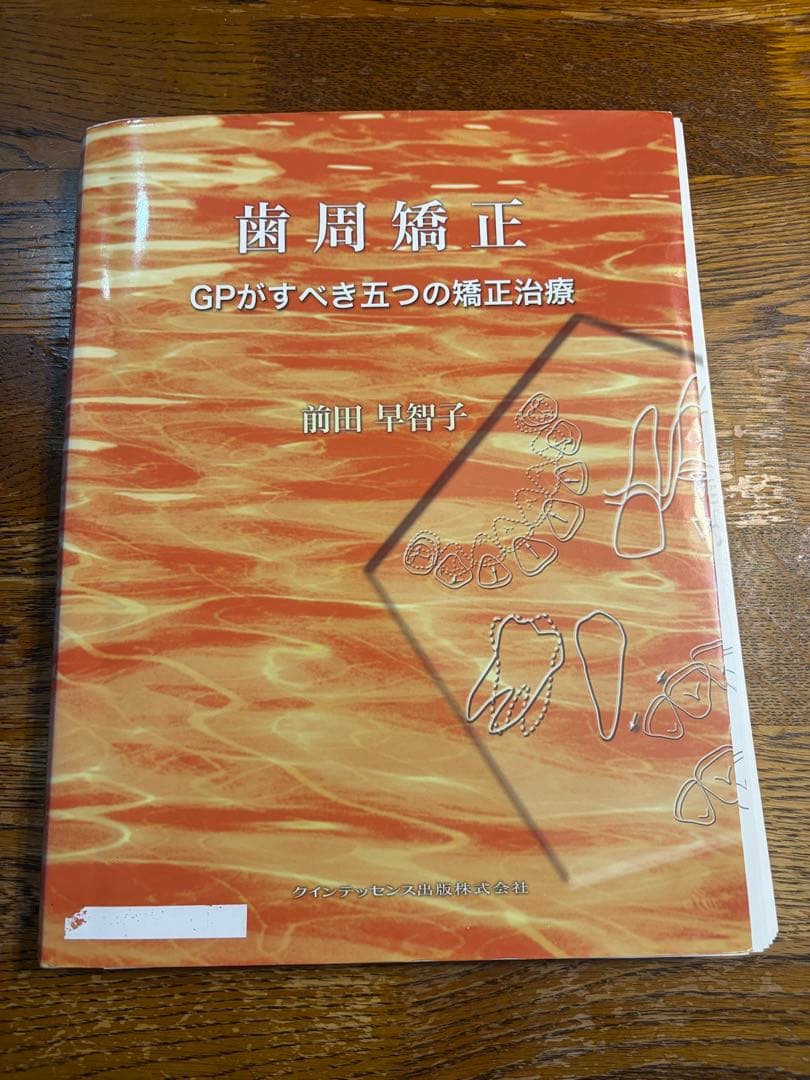 歯周矯正
GPがすべき五つの矯正治療
前田 早智子
クインテッセンス出版株式会社